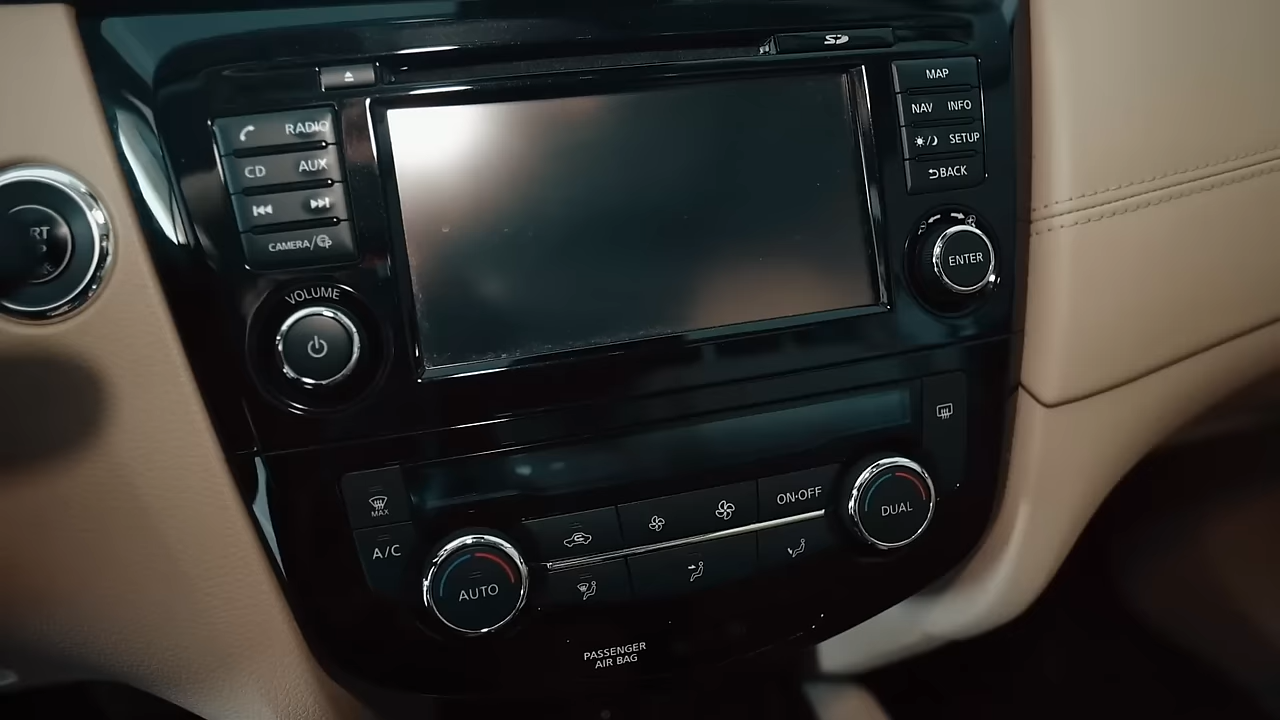 SD
MAP
NAV INFO
SETUP
BACK
RADIO
CD AUX
CAMERA/
VOLUME
ENTER
RT
MAX
A/C
AUTO
ON·OFF
DUAL
PASSENGER
AIR BAG